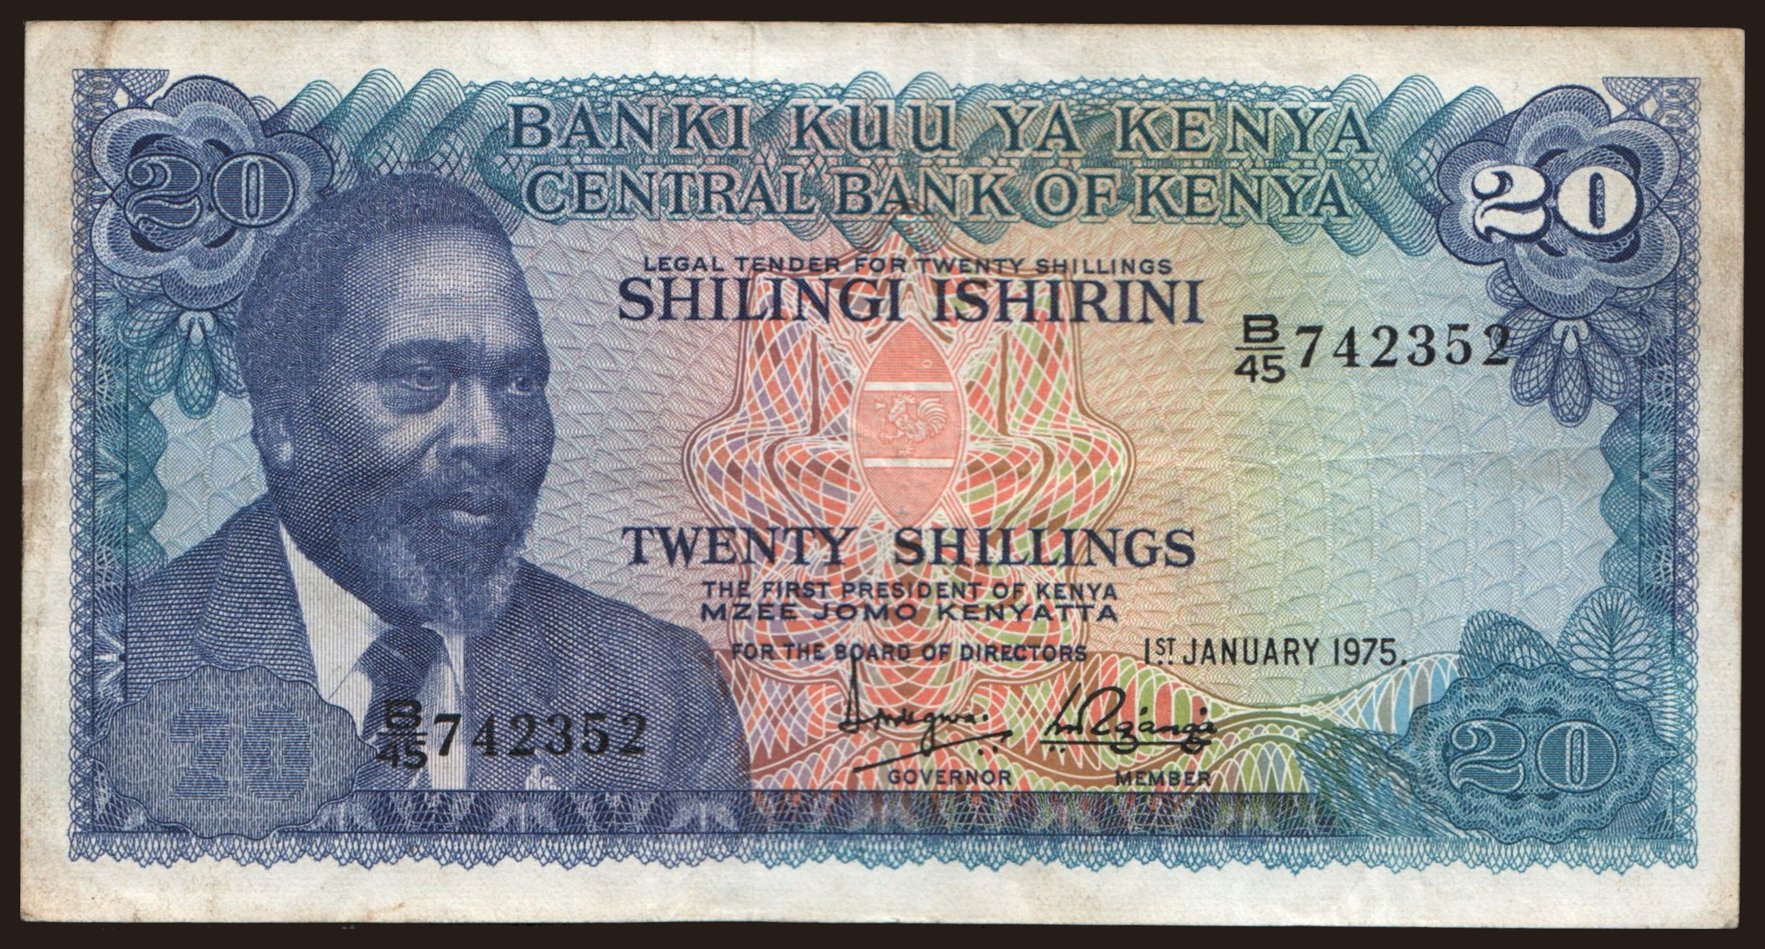 20
BANKI KUU YA KENYA
20
CENTRAL BANK OF KENYA
LEGAL TENDER FOR TWENTY SHILLINGS
SHILINGI ISHIRINI
B/45 742352
TWENTY SHILLINGS
THE FIRST PRESIDENT OF KENYA
MZEE JOMO KENYATTA
FOR THE BOARD OF DIRECTORS
1ST JANUARY 1975.
20
B/45 742352
GOVERNOR
MEMBER
20